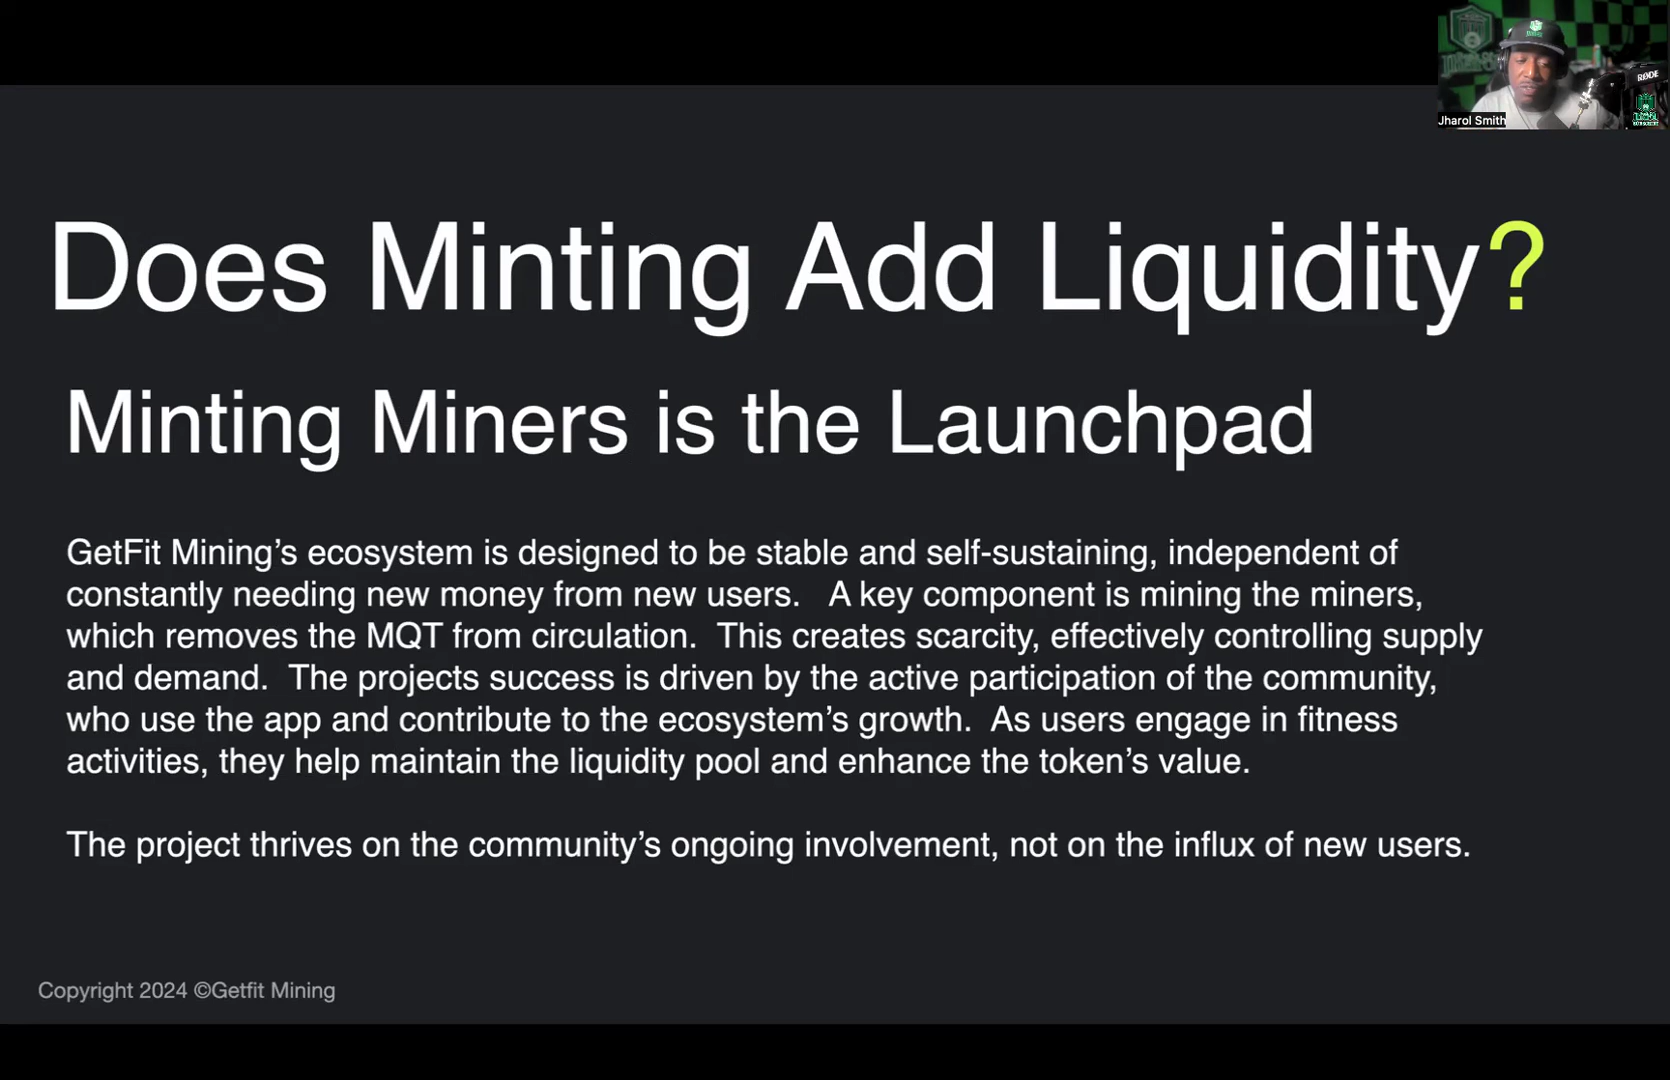 RØDE
Jharol Smith
Does Minting Add Liquidity?
Minting Miners is the Launchpad
GetFit Mining’s ecosystem is designed to be stable and self-sustaining, independent of
constantly needing new money from new users.   A key component is mining the miners,
which removes the MQT from circulation.  This creates scarcity, effectively controlling supply
and demand.  The projects success is driven by the active participation of the community,
who use the app and contribute to the ecosystem’s growth.  As users engage in fitness
activities, they help maintain the liquidity pool and enhance the token’s value.
The project thrives on the community’s ongoing involvement, not on the influx of new users.
Copyright 2024 ©Getfit Mining